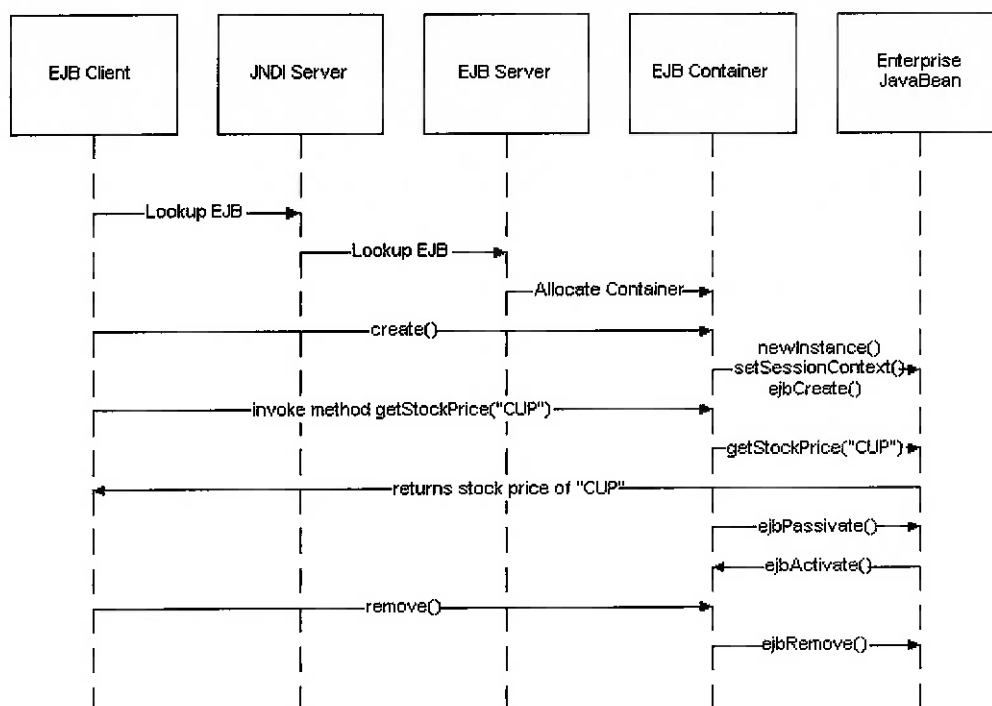 EJB Client
JNDI Server
EJB Server
EJB Container
Enterprise
JavaBean
Lookup EJB
Lookup EJB
Allocate Container
create()
newInstance()
setSessionContext()
ejbCreate()
invoke method getStockPrice("CUP")
getStockPrice("CUP")
returns stock price of "CUP"
ejbPassivate()
ejbActivate()
remove()
ejbRemove()